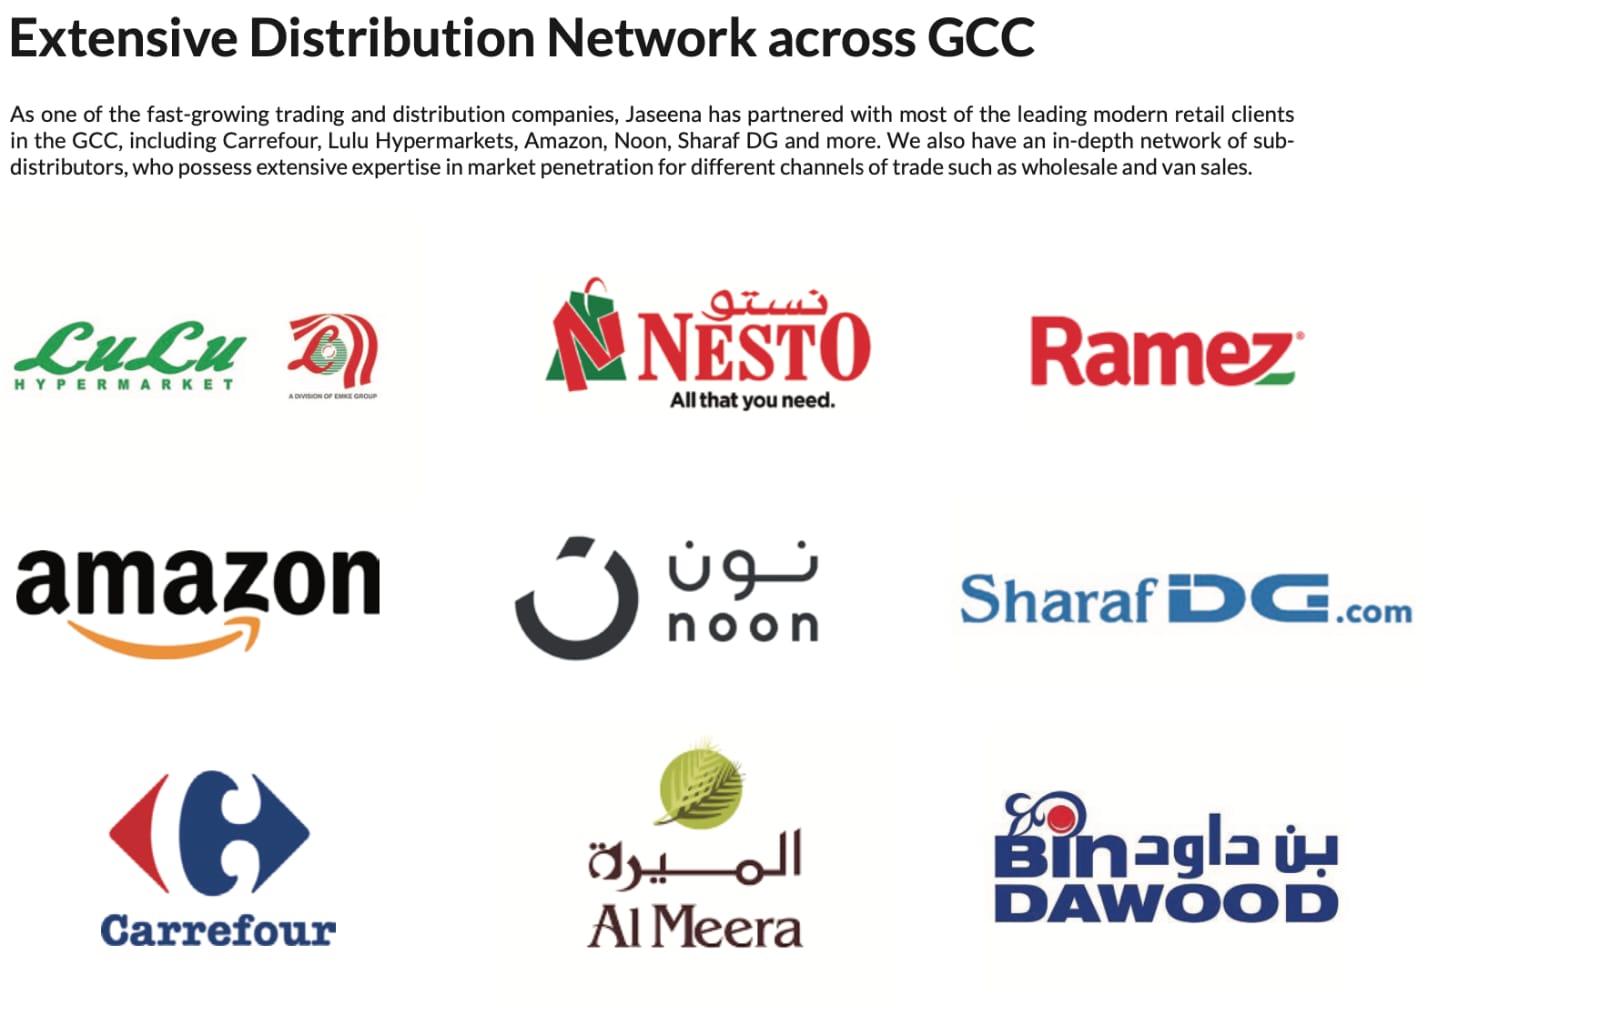 Extensive Distribution Network across GCC
As one of the fast-growing trading and distribution companies, Jaseena has partnered with most of the leading modern retail clients
in the GCC, including Carrefour, Lulu Hypermarkets, Amazon, Noon, Sharaf DG and more. We also have an in-depth network of sub-
distributors, who possess extensive expertise in market penetration for different channels of trade such as wholesale and van sales.
LuLu
HYPERMARKET
A DIVISION OF EMKE GROUP
نستو
NESTO
All that you need.
Ramez®
amazon
نون
noon
Sharaf DG.com
Carrefour
الميرة
Al Meera
Bin بن داود
DAWOOD